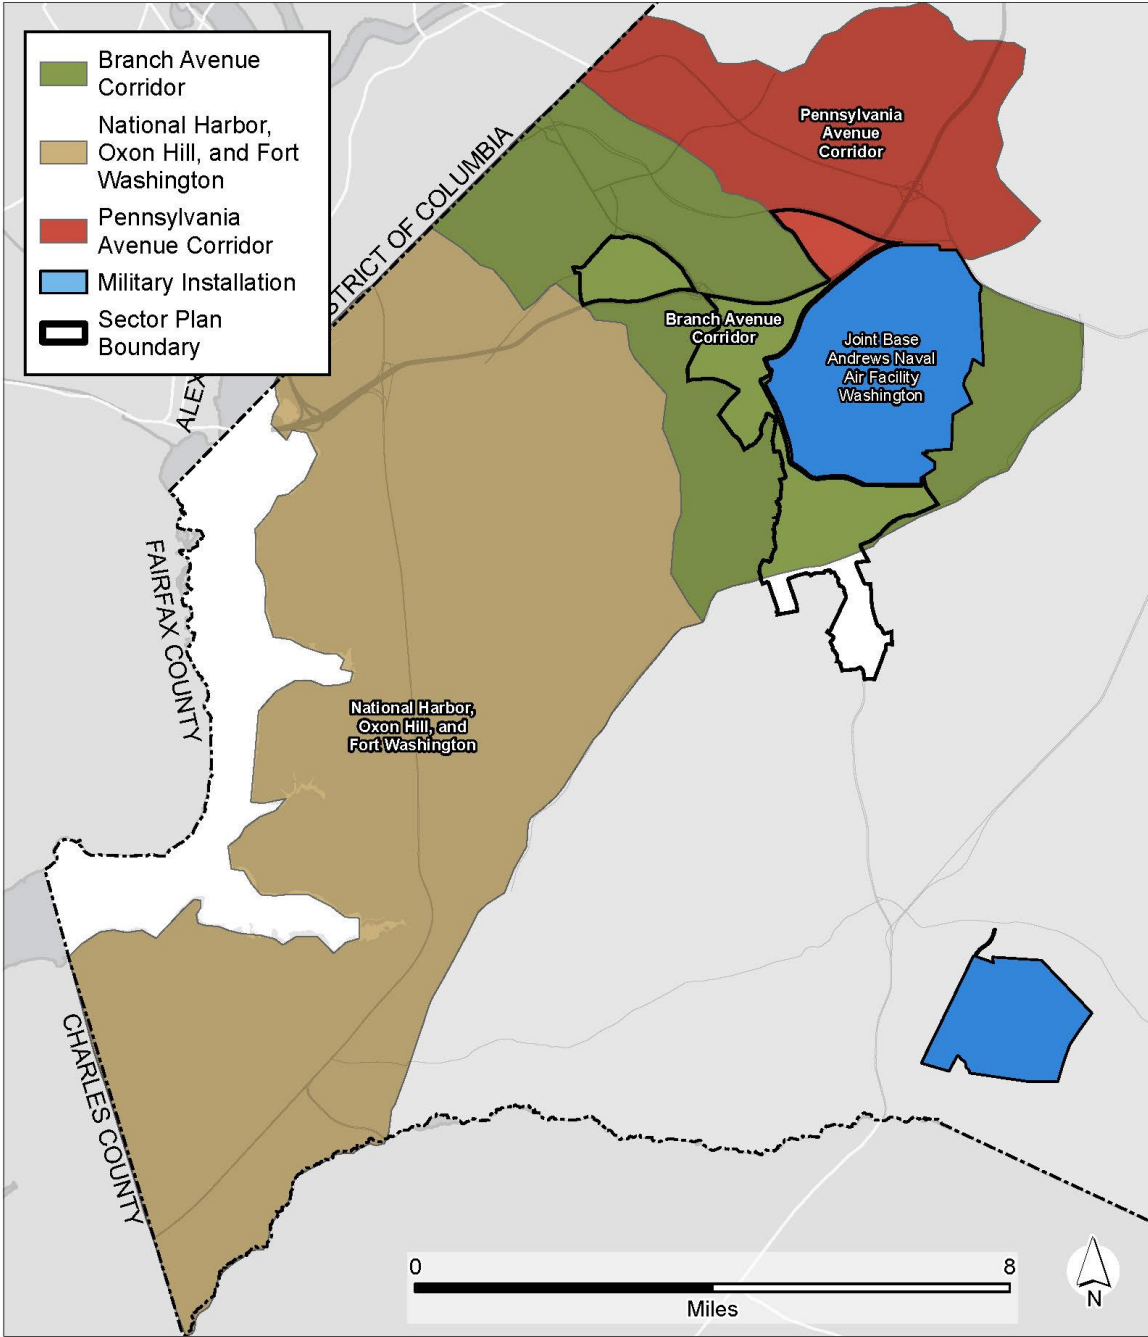 Branch Avenue
Corridor
National Harbor,
Oxon Hill, and Fort
Washington
Pennsylvania
Avenue Corridor
Military Installation
Sector Plan
Boundary
STRICT OF COLUMBIA
ALEX
Pennsylvania
Avenue
Corridor
Branch Avenue
Corridor
Joint Base
Andrews Naval
Air Facility
Washington
FAIRFAX COUNTY
National Harbor,
Oxon Hill, and
Fort Washington
CHARLES COUNTY
0
8
Miles
N